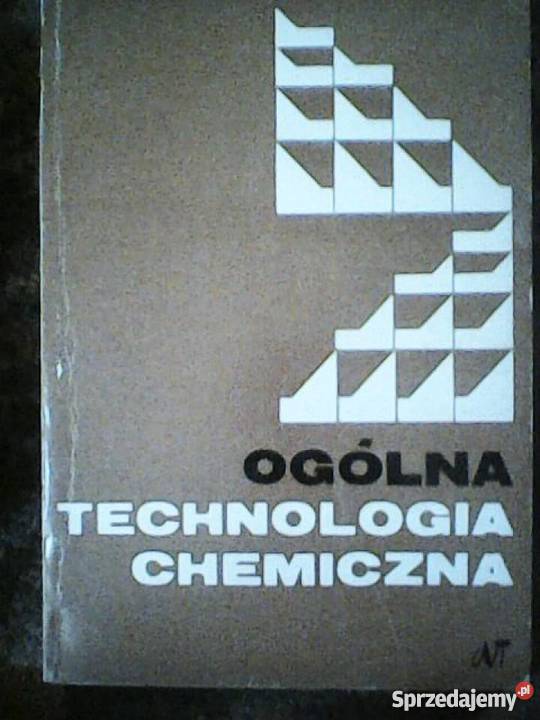 OGÓLNA
TECHNOLOGIA
CHEMICZNA
WNT
Sprzedajemy.pl